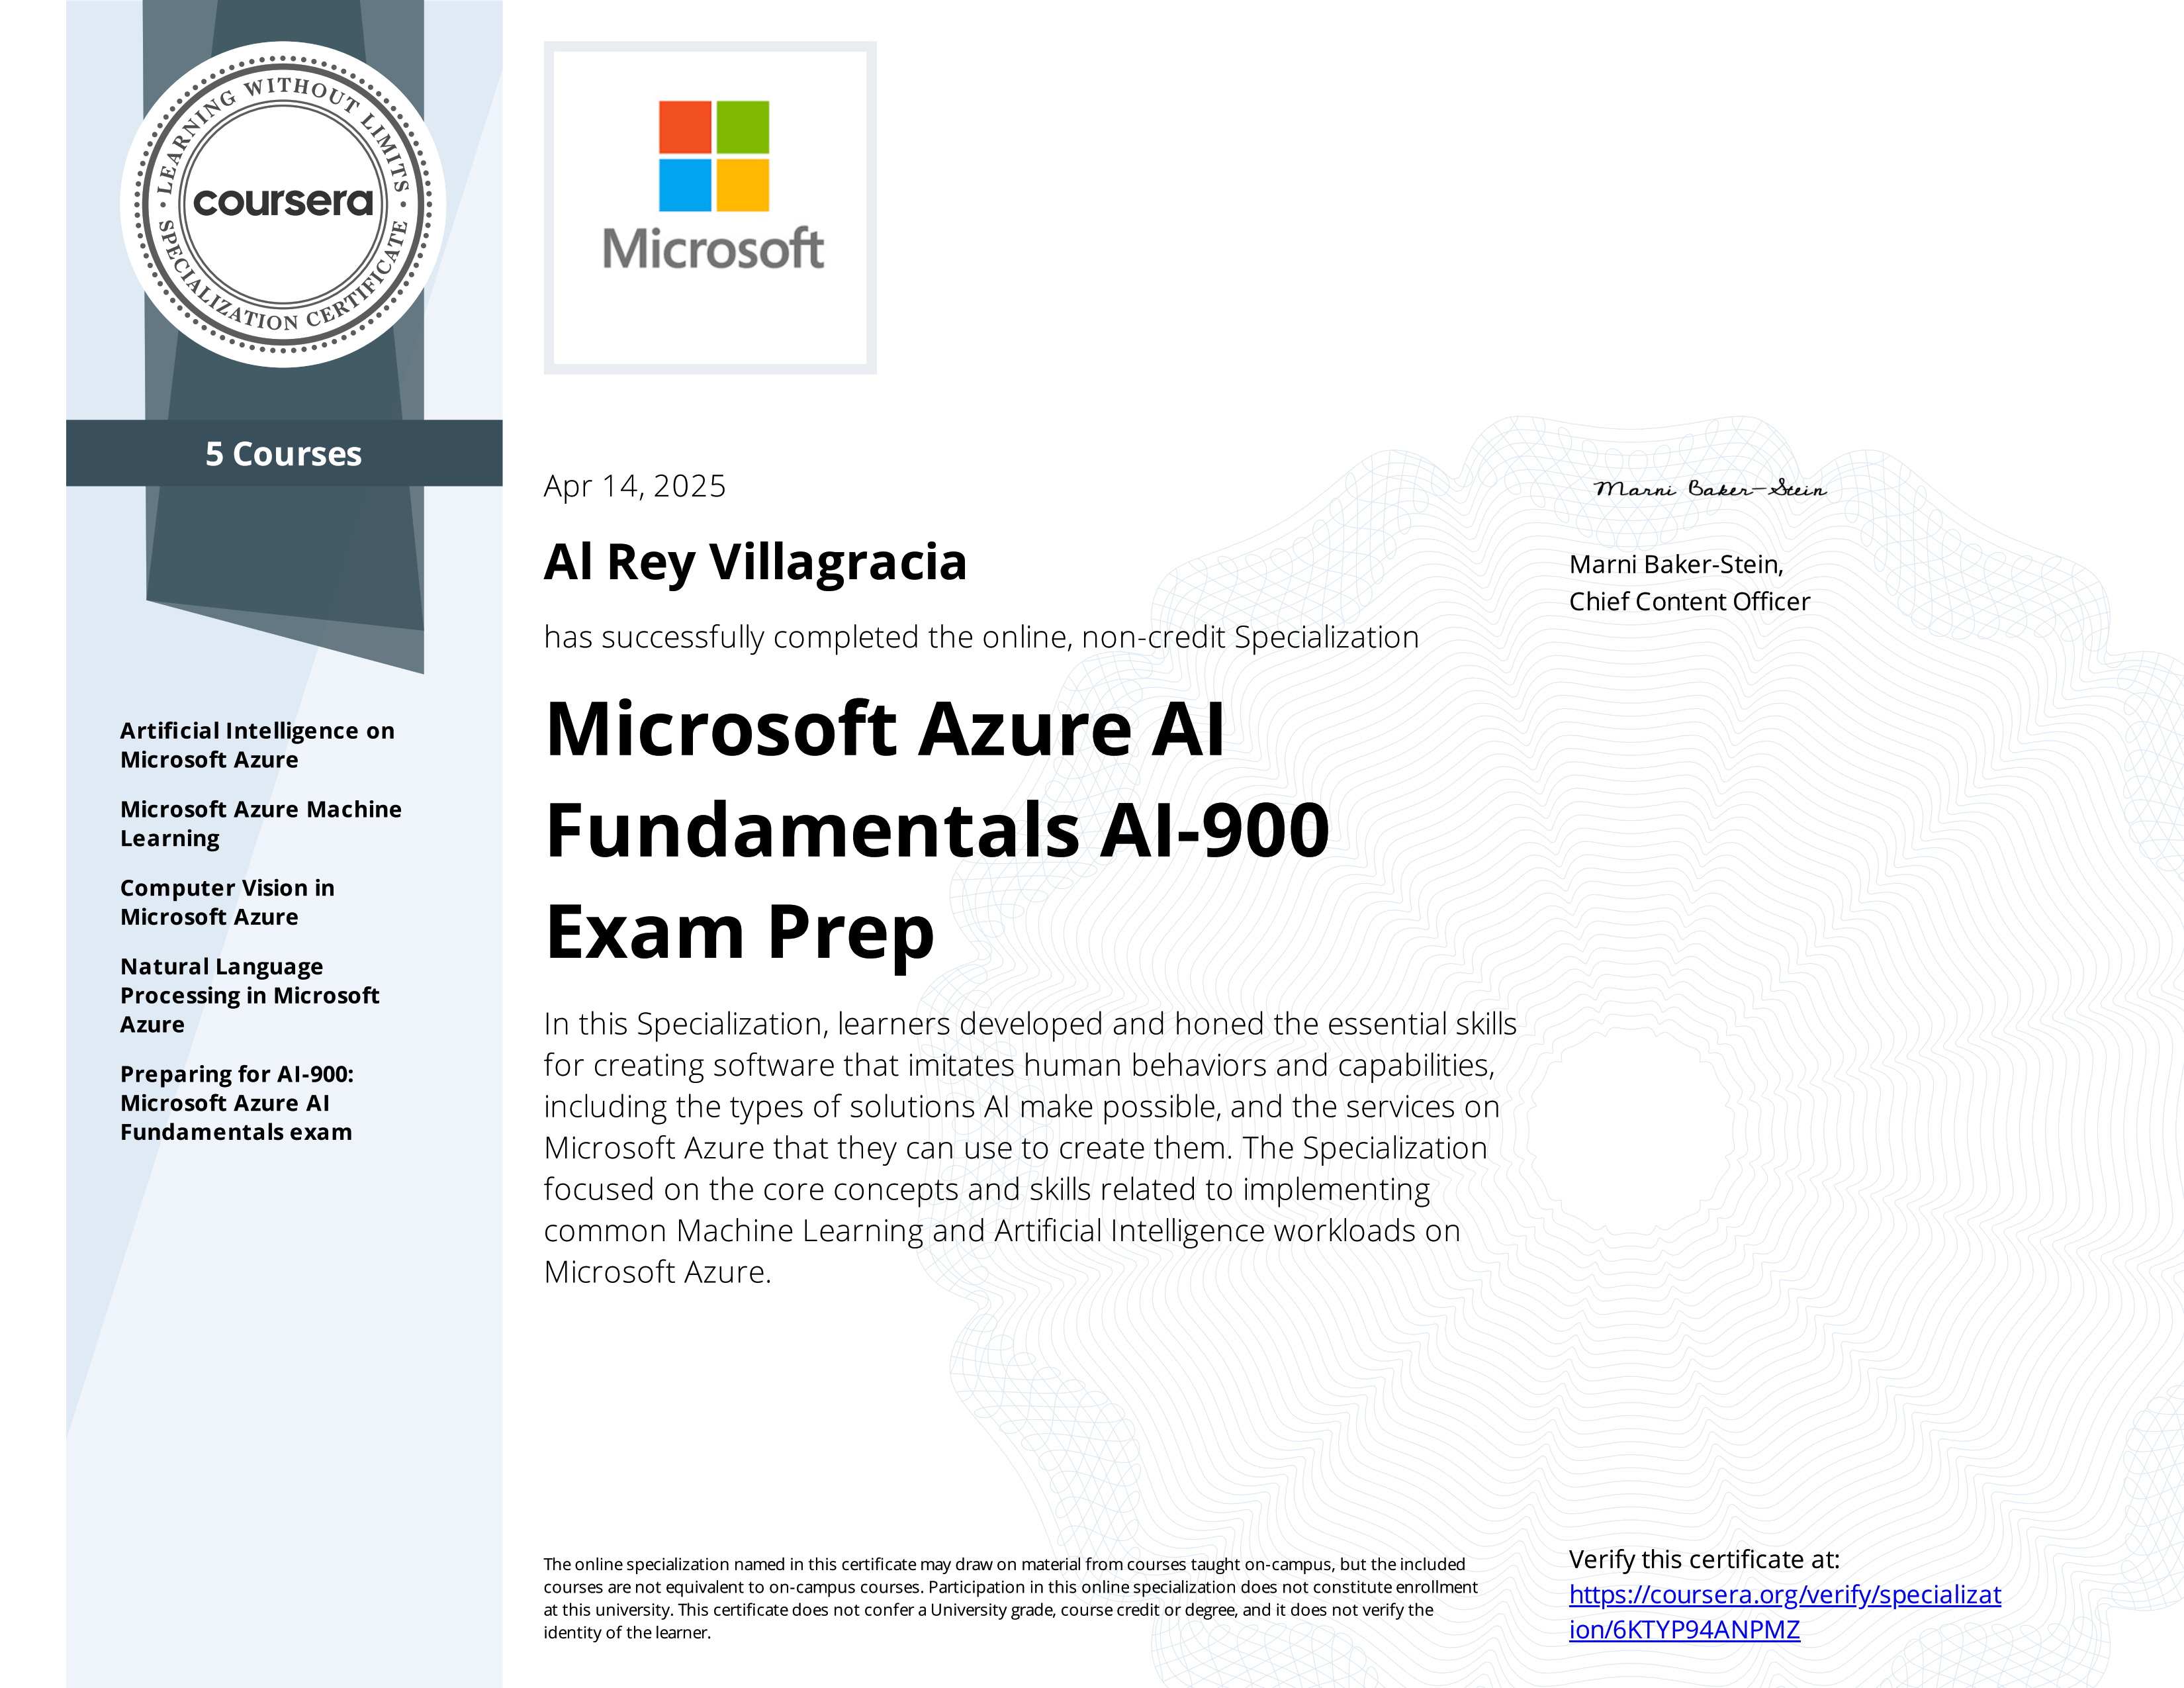 LEARNING WITHOUT LIMITS
coursera
SPECIALIZATION CERTIFICATE
Microsoft
5 Courses
Artificial Intelligence on
Microsoft Azure
Microsoft Azure Machine
Learning
Computer Vision in
Microsoft Azure
Natural Language
Processing in Microsoft
Azure
Preparing for AI-900:
Microsoft Azure AI
Fundamentals exam
Apr 14, 2025
Al Rey Villagracia
has successfully completed the online, non-credit Specialization
Microsoft Azure AI
Fundamentals AI-900
Exam Prep
In this Specialization, learners developed and honed the essential skills
for creating software that imitates human behaviors and capabilities,
including the types of solutions AI make possible, and the services on
Microsoft Azure that they can use to create them. The Specialization
focused on the core concepts and skills related to implementing
common Machine Learning and Artificial Intelligence workloads on
Microsoft Azure.
Marni Baker-Stein
Marni Baker-Stein,
Chief Content Officer
The online specialization named in this certificate may draw on material from courses taught on-campus, but the included
courses are not equivalent to on-campus courses. Participation in this online specialization does not constitute enrollment
at this university. This certificate does not confer a University grade, course credit or degree, and it does not verify the
identity of the learner.
Verify this certificate at:
https://coursera.org/verify/specializat
ion/6KTYP94ANPMZ